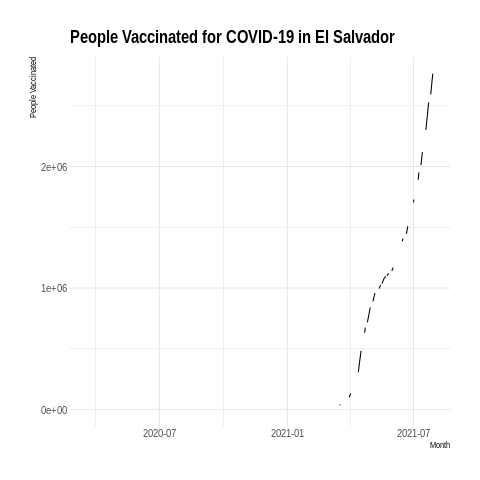 People Vaccinated for COVID-19 in El Salvador
People Vaccinated
2e+06
1e+06
0e+00
2020-07 2021-01 2021-07
Month